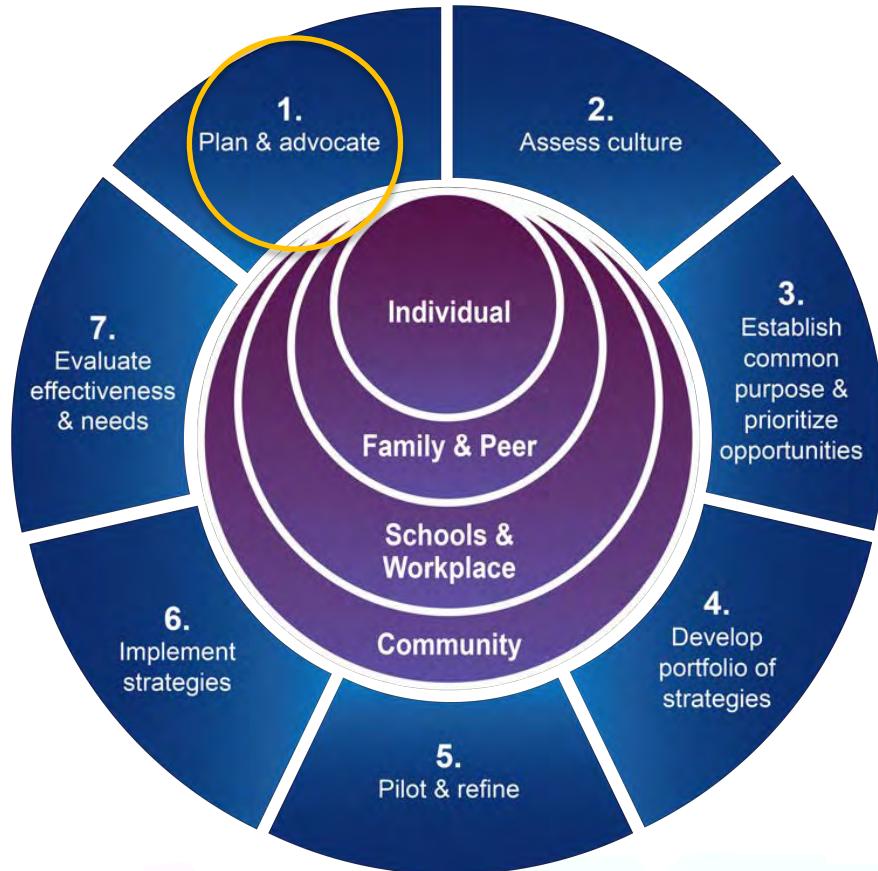 1.
Plan & advocate
2.
Assess culture
3.
Establish
common
purpose &
prioritize
opportunities
4.
Develop
portfolio of
strategies
5.
Pilot & refine
6.
Implement
strategies
7.
Evaluate
effectiveness
& needs
Individual
Family & Peer
Schools &
Workplace
Community